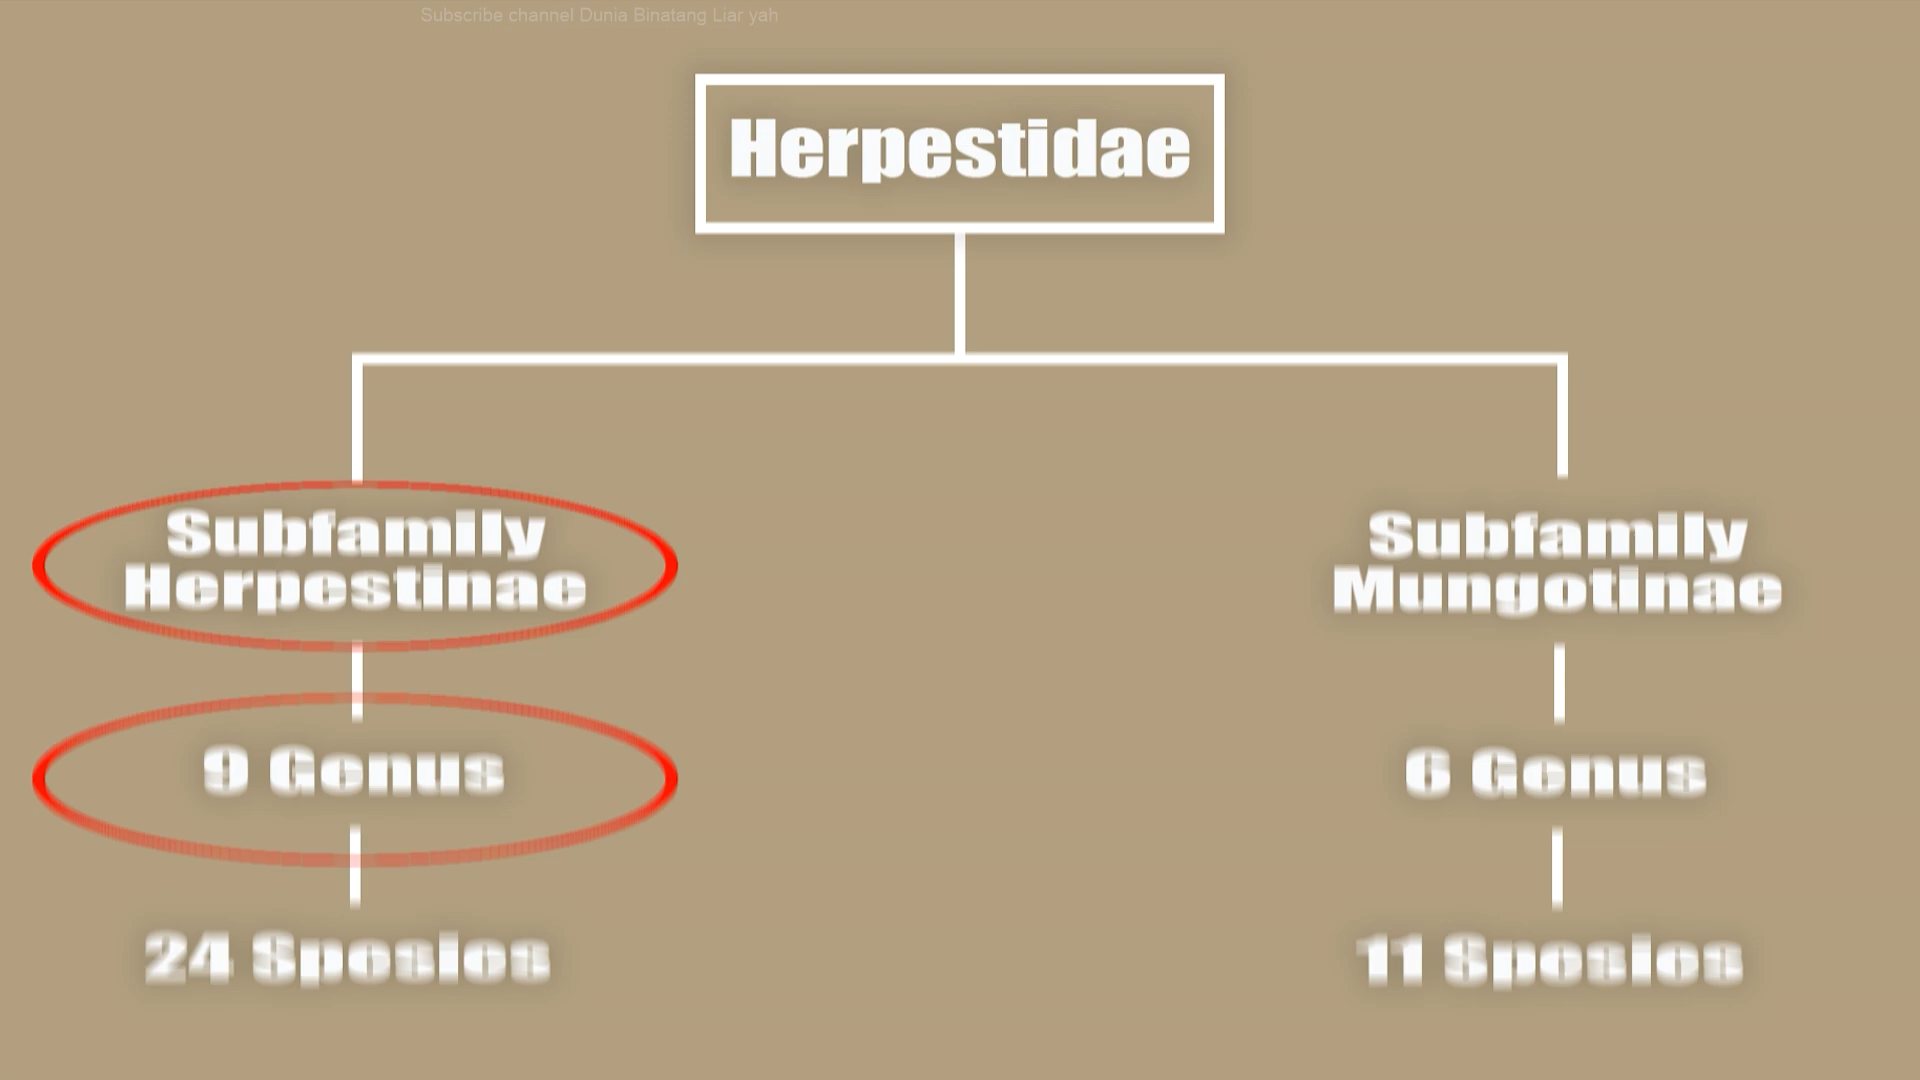 Subscribe channel Dunia Binatang Liar yah
Herpestidae
Subfamily
Herpestinae
Subfamily
Mungotinae
9 Genus
6 Genus
24 Spesies
11 Spesies